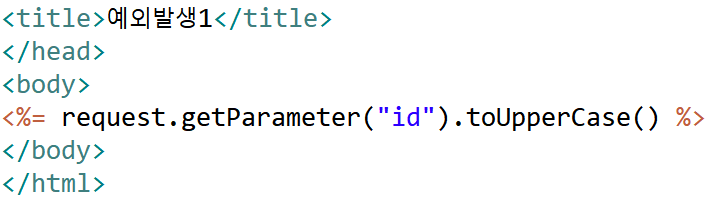 <title>예외발생1</title>
</head>
<body>
<%= request.getParameter("id").toUpperCase() %>
</body>
</html>